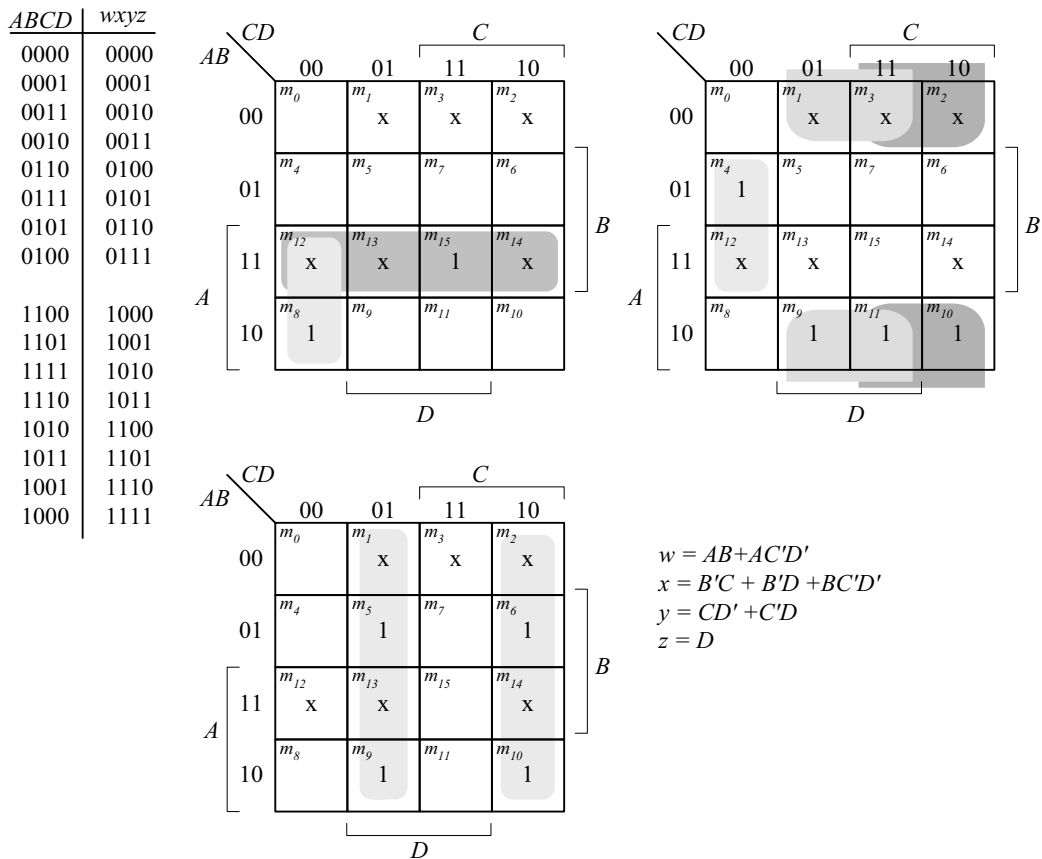 ABCD wxyz
0000 0000
0001 0001
0011 0010
0010 0011
0110 0100
0111 0101
0101 0110
0100 0111
1100 1000
1101 1001
1111 1010
1110 1011
1010 1100
1011 1101
1001 1110
1000 1111
CD C
AB 00 01 11 10
m0 m1 m3 m2
00 x x x
m4 m5 m7 m6
01
B
m12 m13 m15 m14
11 x x 1 x
A
m8 m9 m11 m10
10 1
D
CD C
AB 00 01 11 10
m0 m1 m3 m2
00 x x x
m4 m5 m7 m6
01 1
B
m12 m13 m15 m14
11 x x x
A
m8 m9 m11 m10
10 1 1 1
D
CD C
AB 00 01 11 10
m0 m1 m3 m2
00 x x x
m4 m5 m7 m6
01 1 1
B
m12 m13 m15 m14
11 x x x
A
m8 m9 m11 m10
10 1 1
D
w = AB+AC'D'
x = B'C + B'D +BC'D'
y = CD' +C'D
z = D